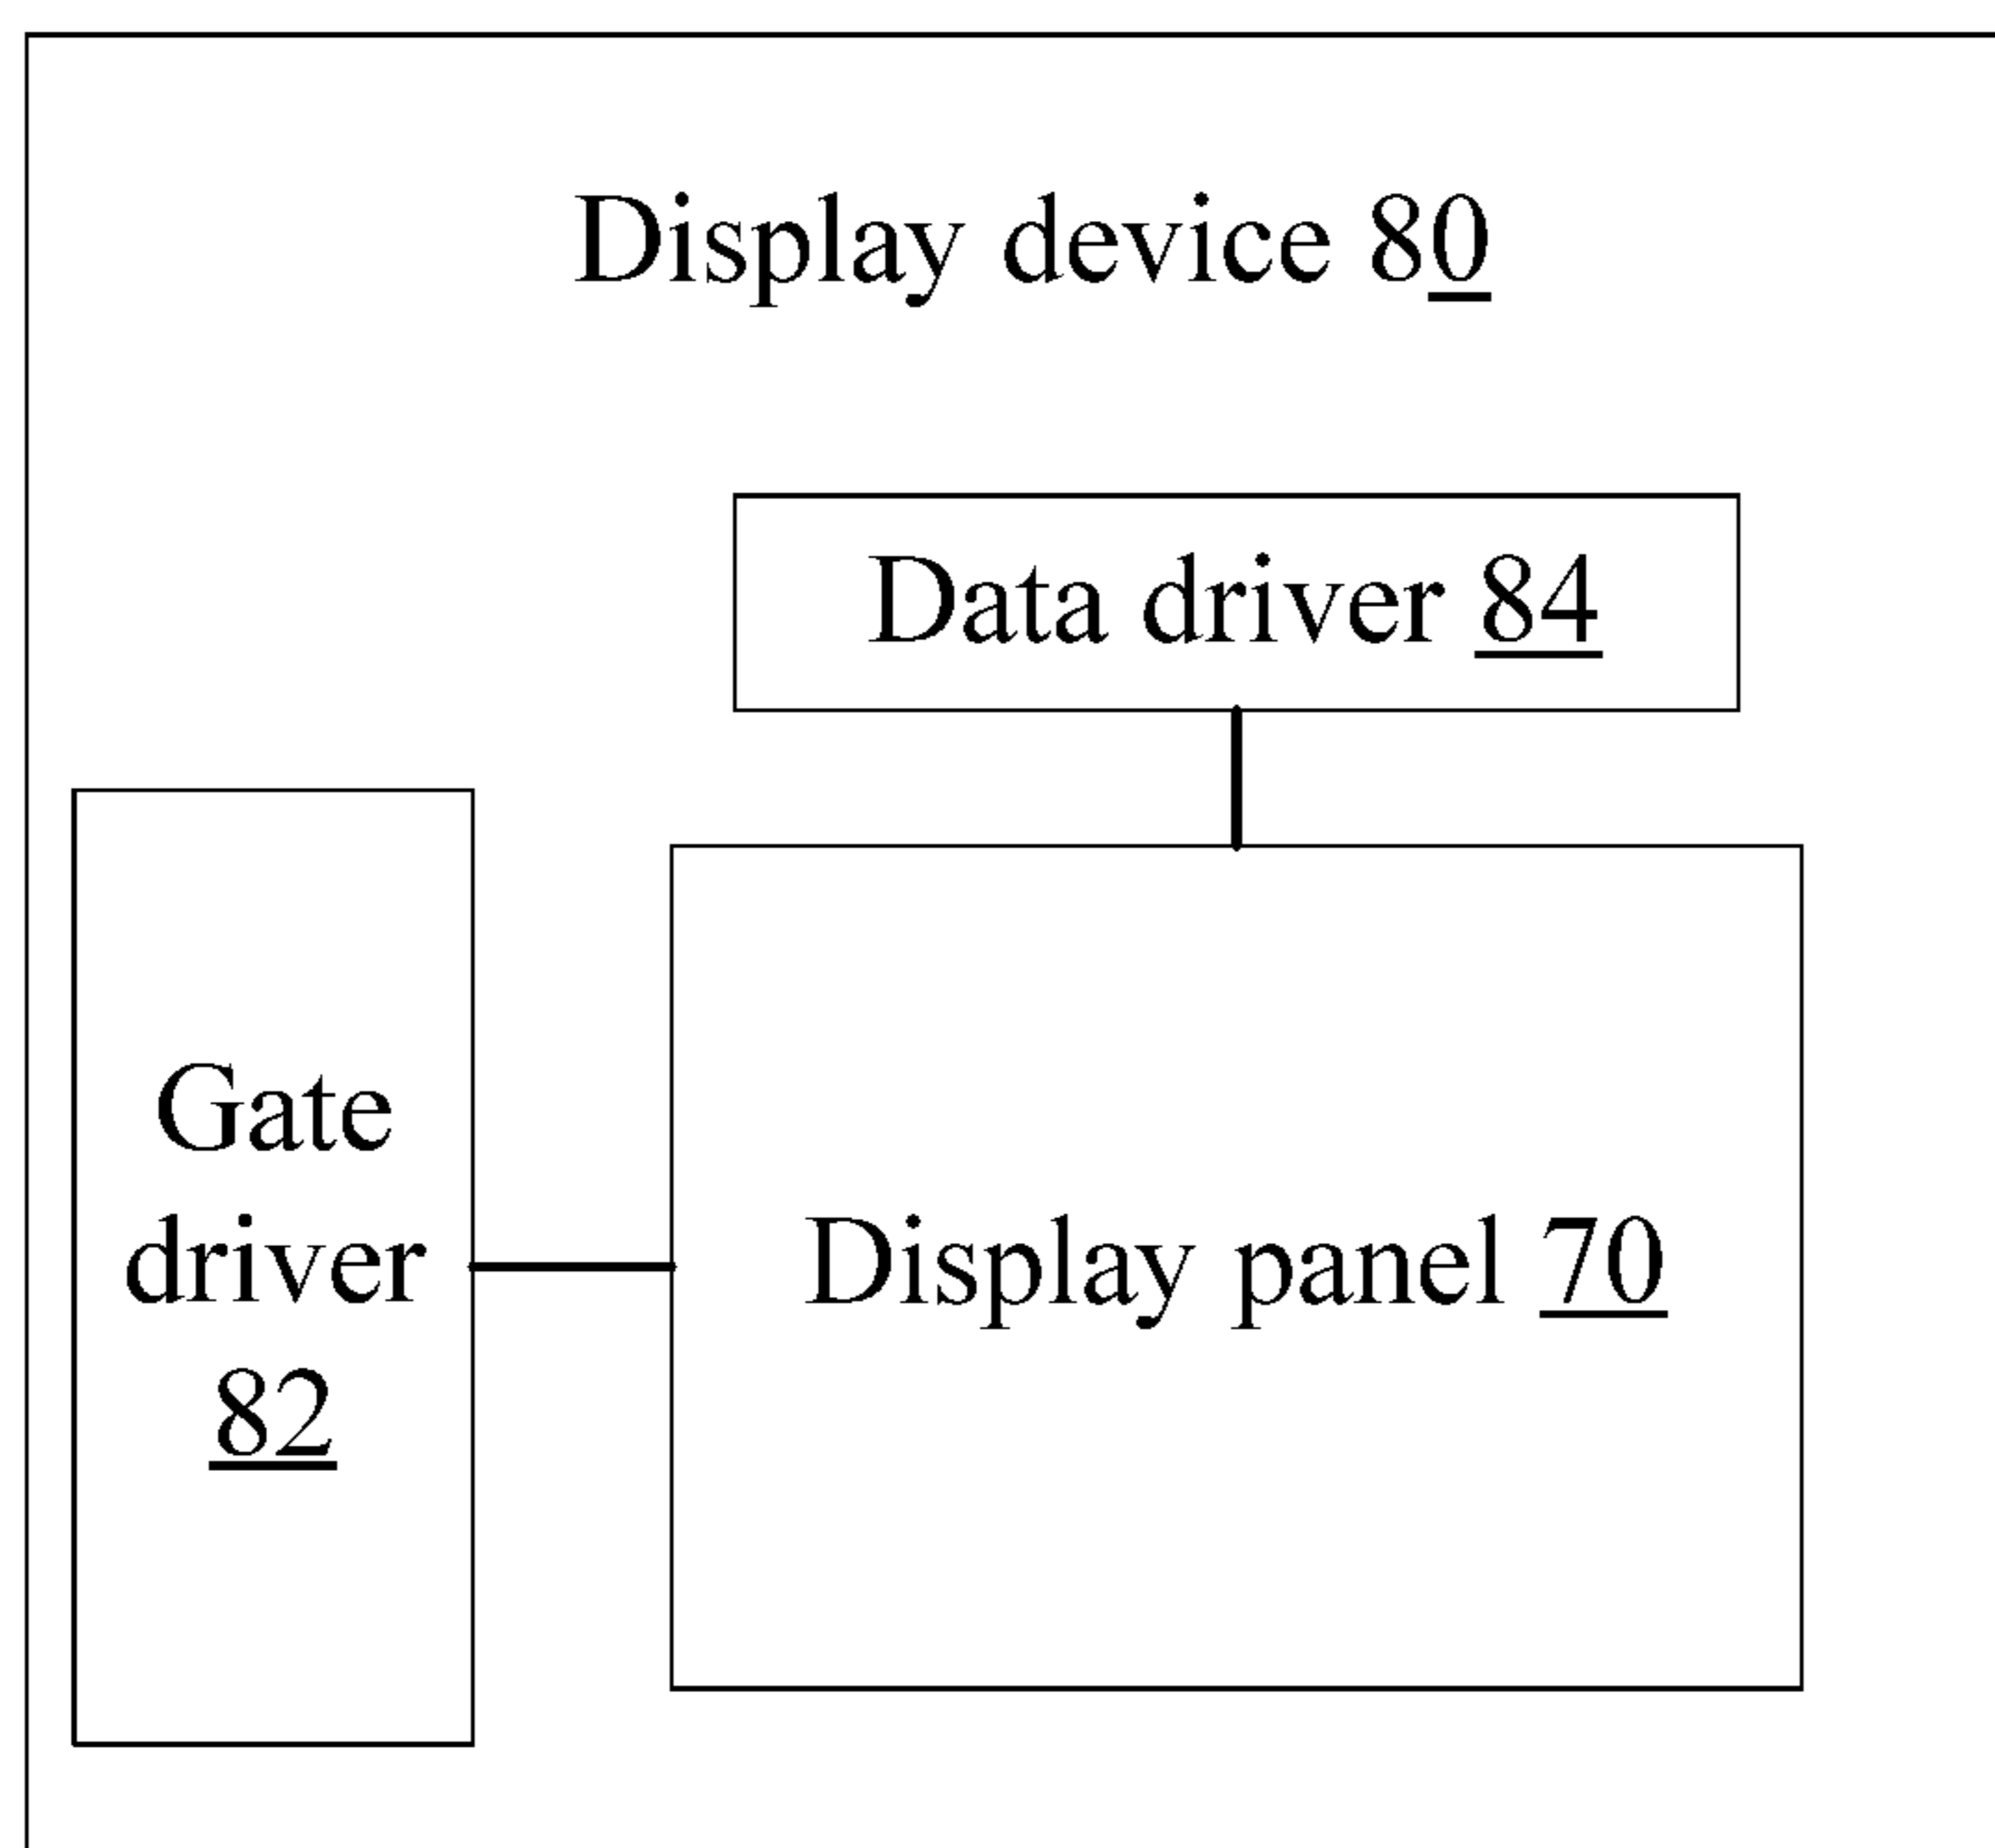 Display device 80
Data driver 84
Gate
driver
82
Display panel 70